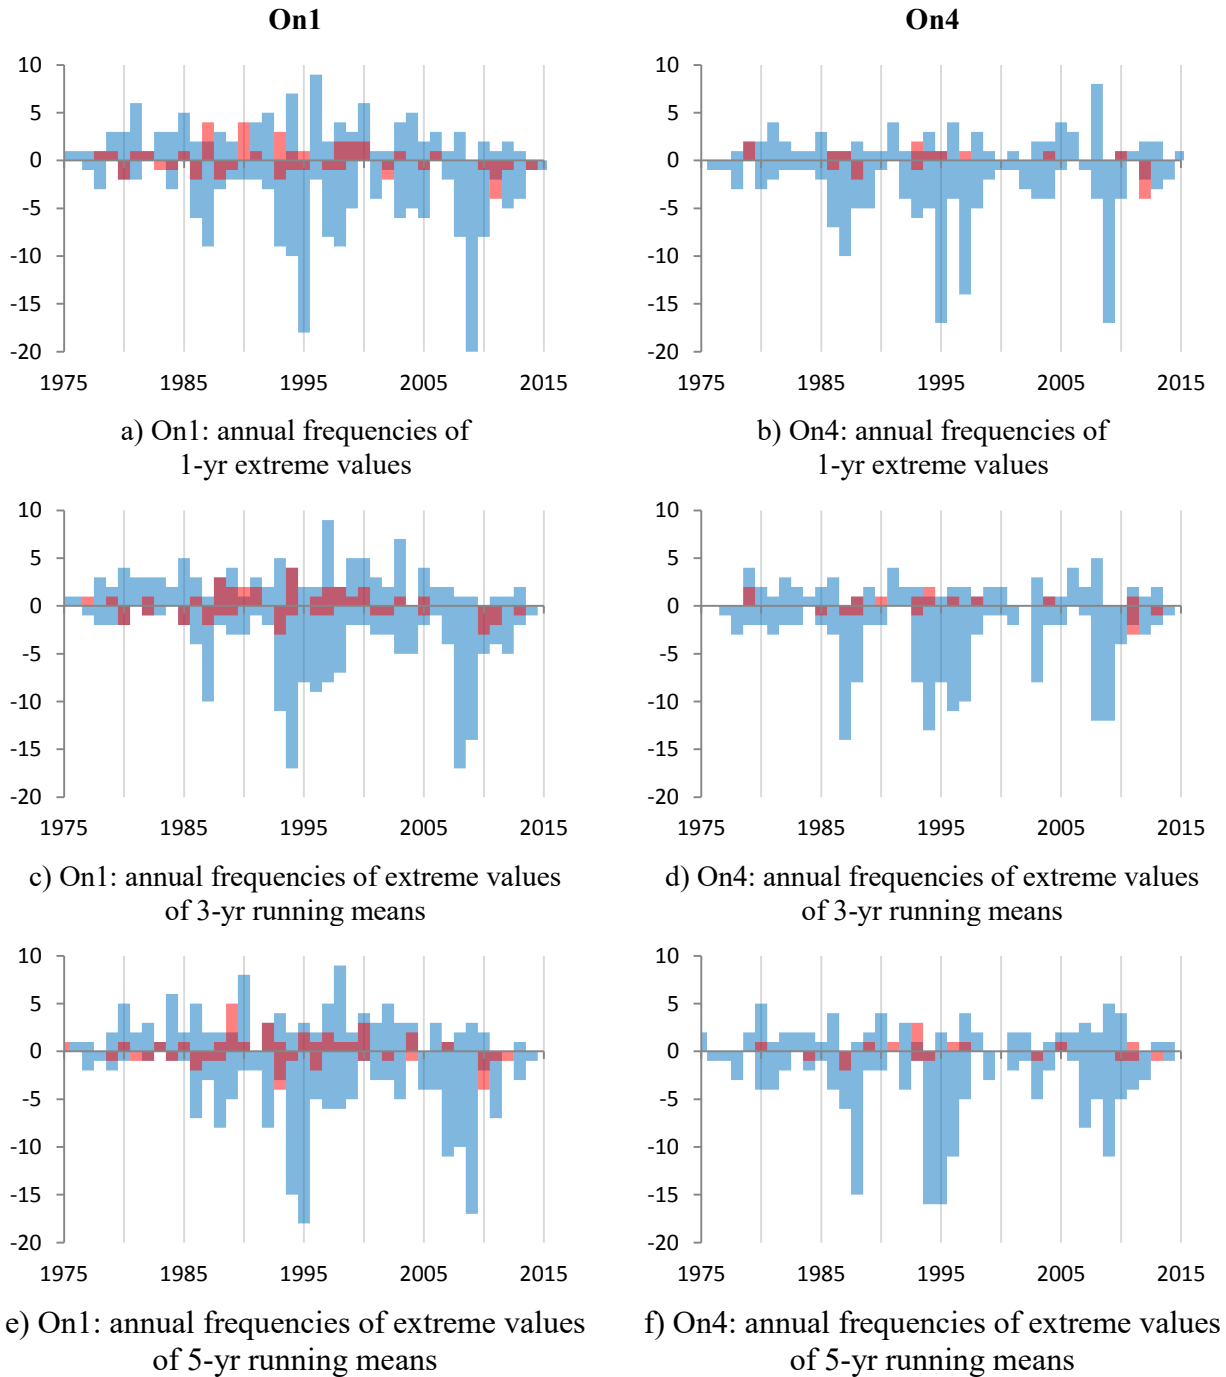 On1
On4
10
5
0
-5
-10
-15
-20
1975 1985 1995 2005 2015
10
5
0
-5
-10
-15
-20
1975 1985 1995 2005 2015
a) On1: annual frequencies of
1-yr extreme values
b) On4: annual frequencies of
1-yr extreme values
10
5
0
-5
-10
-15
-20
1975 1985 1995 2005 2015
10
5
0
-5
-10
-15
-20
1975 1985 1995 2005 2015
c) On1: annual frequencies of extreme values
of 3-yr running means
d) On4: annual frequencies of extreme values
of 3-yr running means
10
5
0
-5
-10
-15
-20
1975 1985 1995 2005 2015
10
5
0
-5
-10
-15
-20
1975 1985 1995 2005 2015
e) On1: annual frequencies of extreme values
of 5-yr running means
f) On4: annual frequencies of extreme values
of 5-yr running means